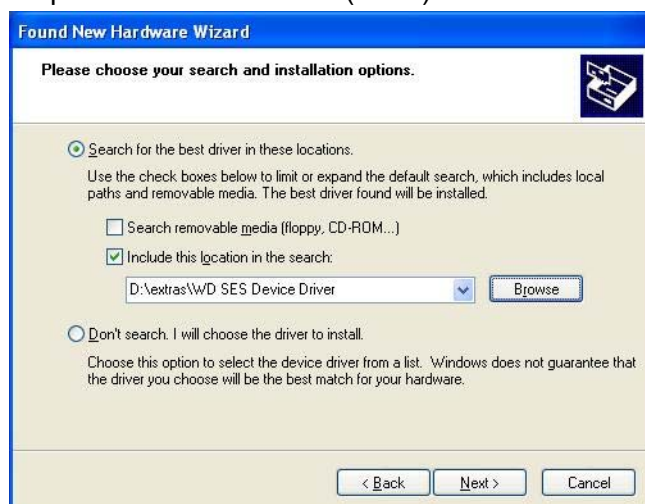 Found New Hardware Wizard
Please choose your search and installation options.
Search for the best driver in these locations.
Use the check boxes below to limit or expand the default search, which includes local
paths and removable media. The best driver found will be installed.
Search removable media (floppy, CD-ROM...)
Include this location in the search:
D:\extras\WD SES Device Driver
Browse
Don't search. I will choose the driver to install.
Choose this option to select the device driver from a list. Windows does not guarantee that
the driver you choose will be the best match for your hardware.
< Back Next > Cancel